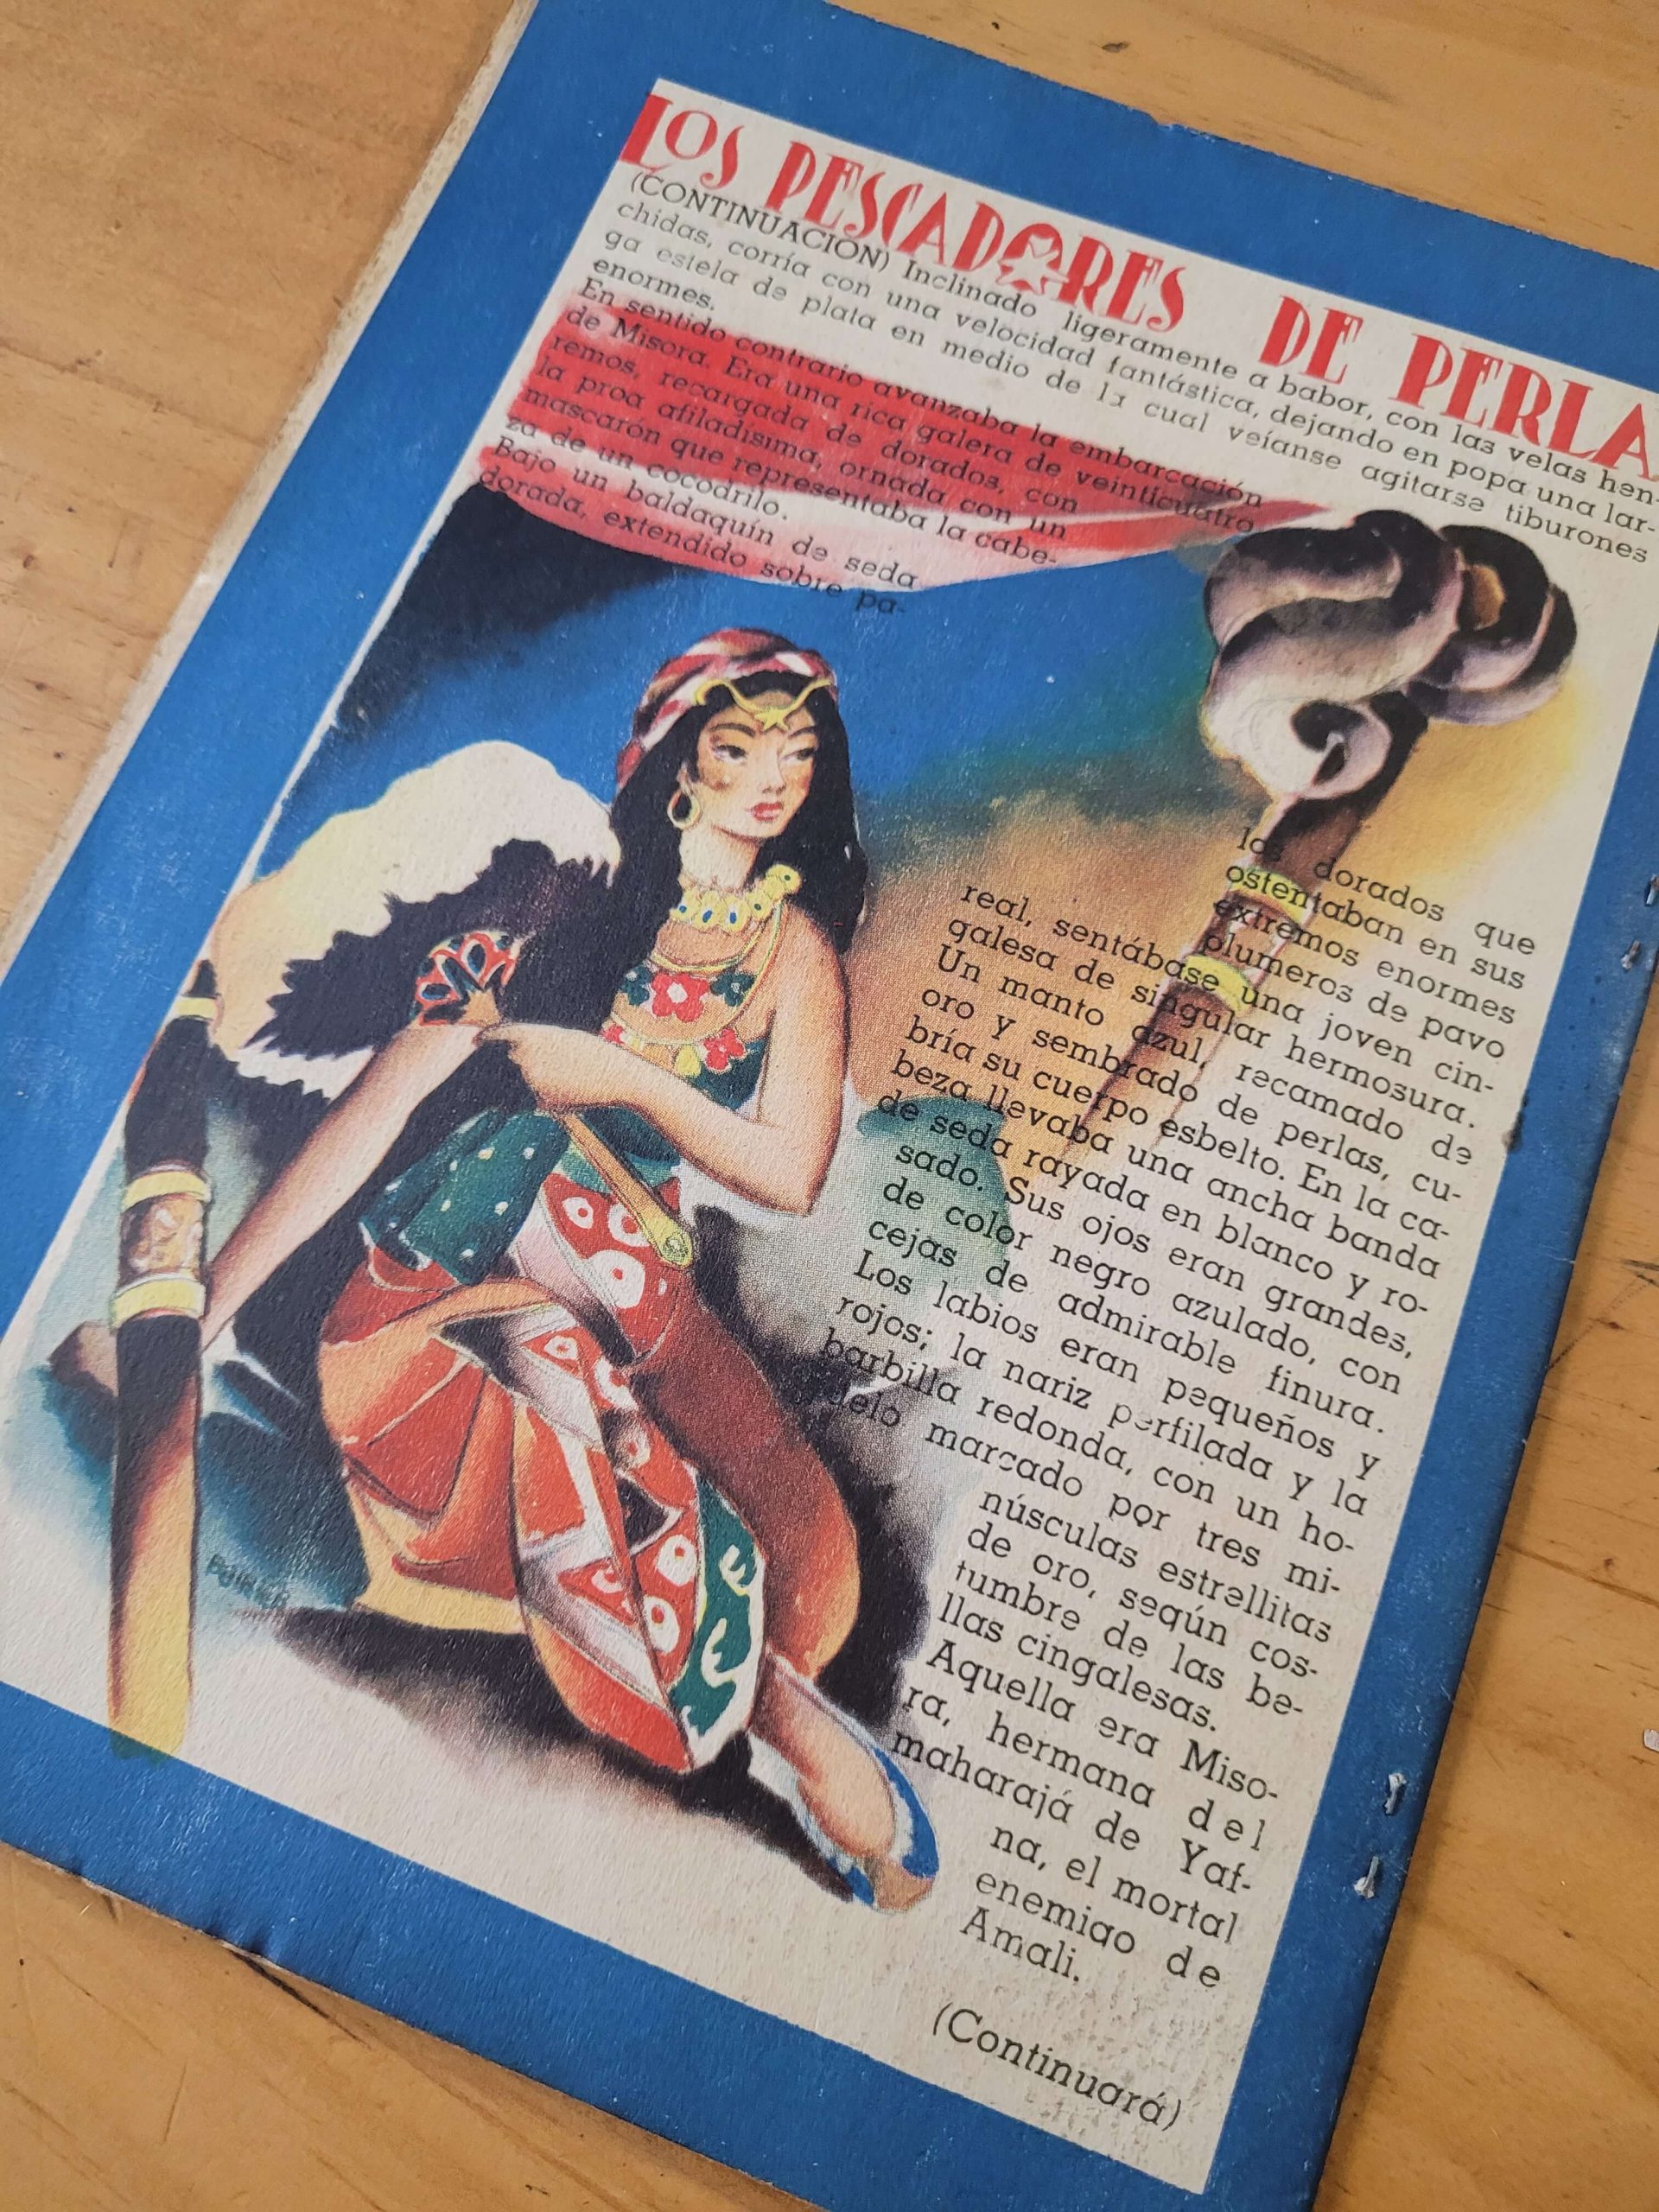 LOS PESCADORES DE PERLA
(CONTINUACION) Inclinado ligeramente a babor, con las velas hen-
chidas, corría con una velocidad fantástica, dejando en popa una lar-
ga estela de plata en medio de la cual veíanse agitarse tiburones
enormes.
En sentido contrario avanzaba la embarcación
de Misora. Era una rica galera de veinticuatro
remos, recargada de dorados, con
la proa afiladísima, ornada con un
mascarón que representaba la cabe-
za de un cocodrilo.
Bajo un baldaquín de seda
dorada, extendido sobre pa-
los dorados que
ostentaban en sus
extremos enormes
plumeros de pavo
real, sentábase una joven cin-
galesa de singular hermosura.
Un manto azul, recamado de
oro y sembrado de perlas, cu-
bría su cuerpo esbelto. En la ca-
beza llevaba una ancha banda
de seda rayada en blanco y ro-
sado. Sus ojos eran grandes,
de color negro azulado, con
cejas de admirable finura.
Los labios eran pequeños y
rojos; la nariz perfilada y la
barbilla redonda, con un ho-
yuelo marcado por tres mi-
núsculas estrellitas
de oro, según cos-
tumbre de las be-
llas cingalesas.
Aquella era Miso-
ra, hermana del
maharajá de Yaf-
na, el mortal
enemigo de
Amali.
(Continuará)